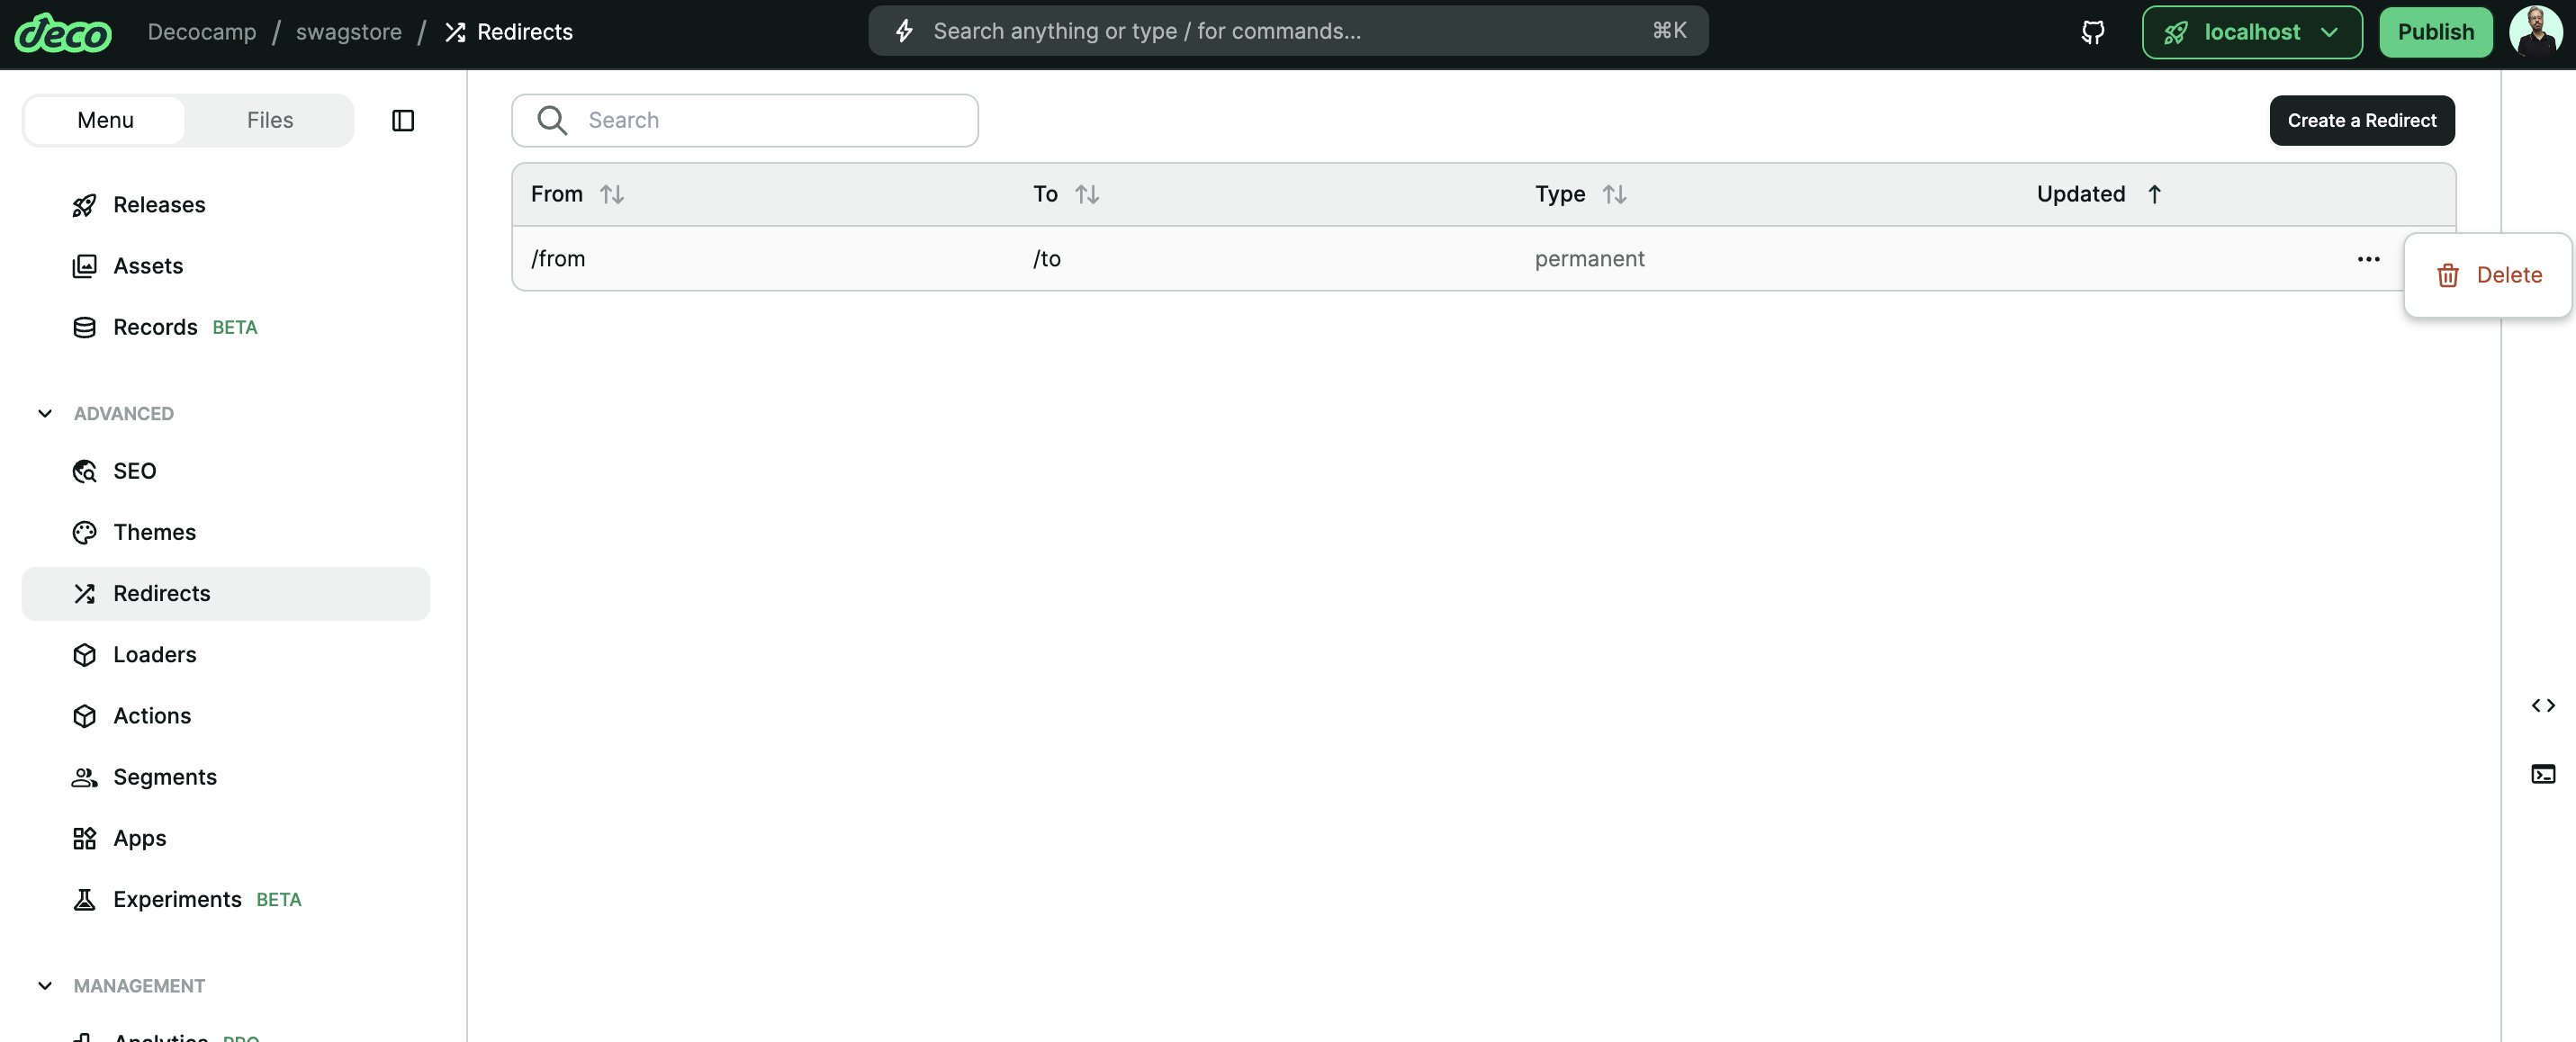 deco Decocamp / swagstore / Redirects Search anything or type / for commands... ⌘K localhost Publish
Menu Files Search Create a Redirect
From To Type Updated
/from /to permanent ...
Delete
Releases
Assets
Records BETA
ADVANCED
SEO
Themes
Redirects
Loaders
Actions
Segments
Apps
Experiments BETA
MANAGEMENT
Analytics PRO